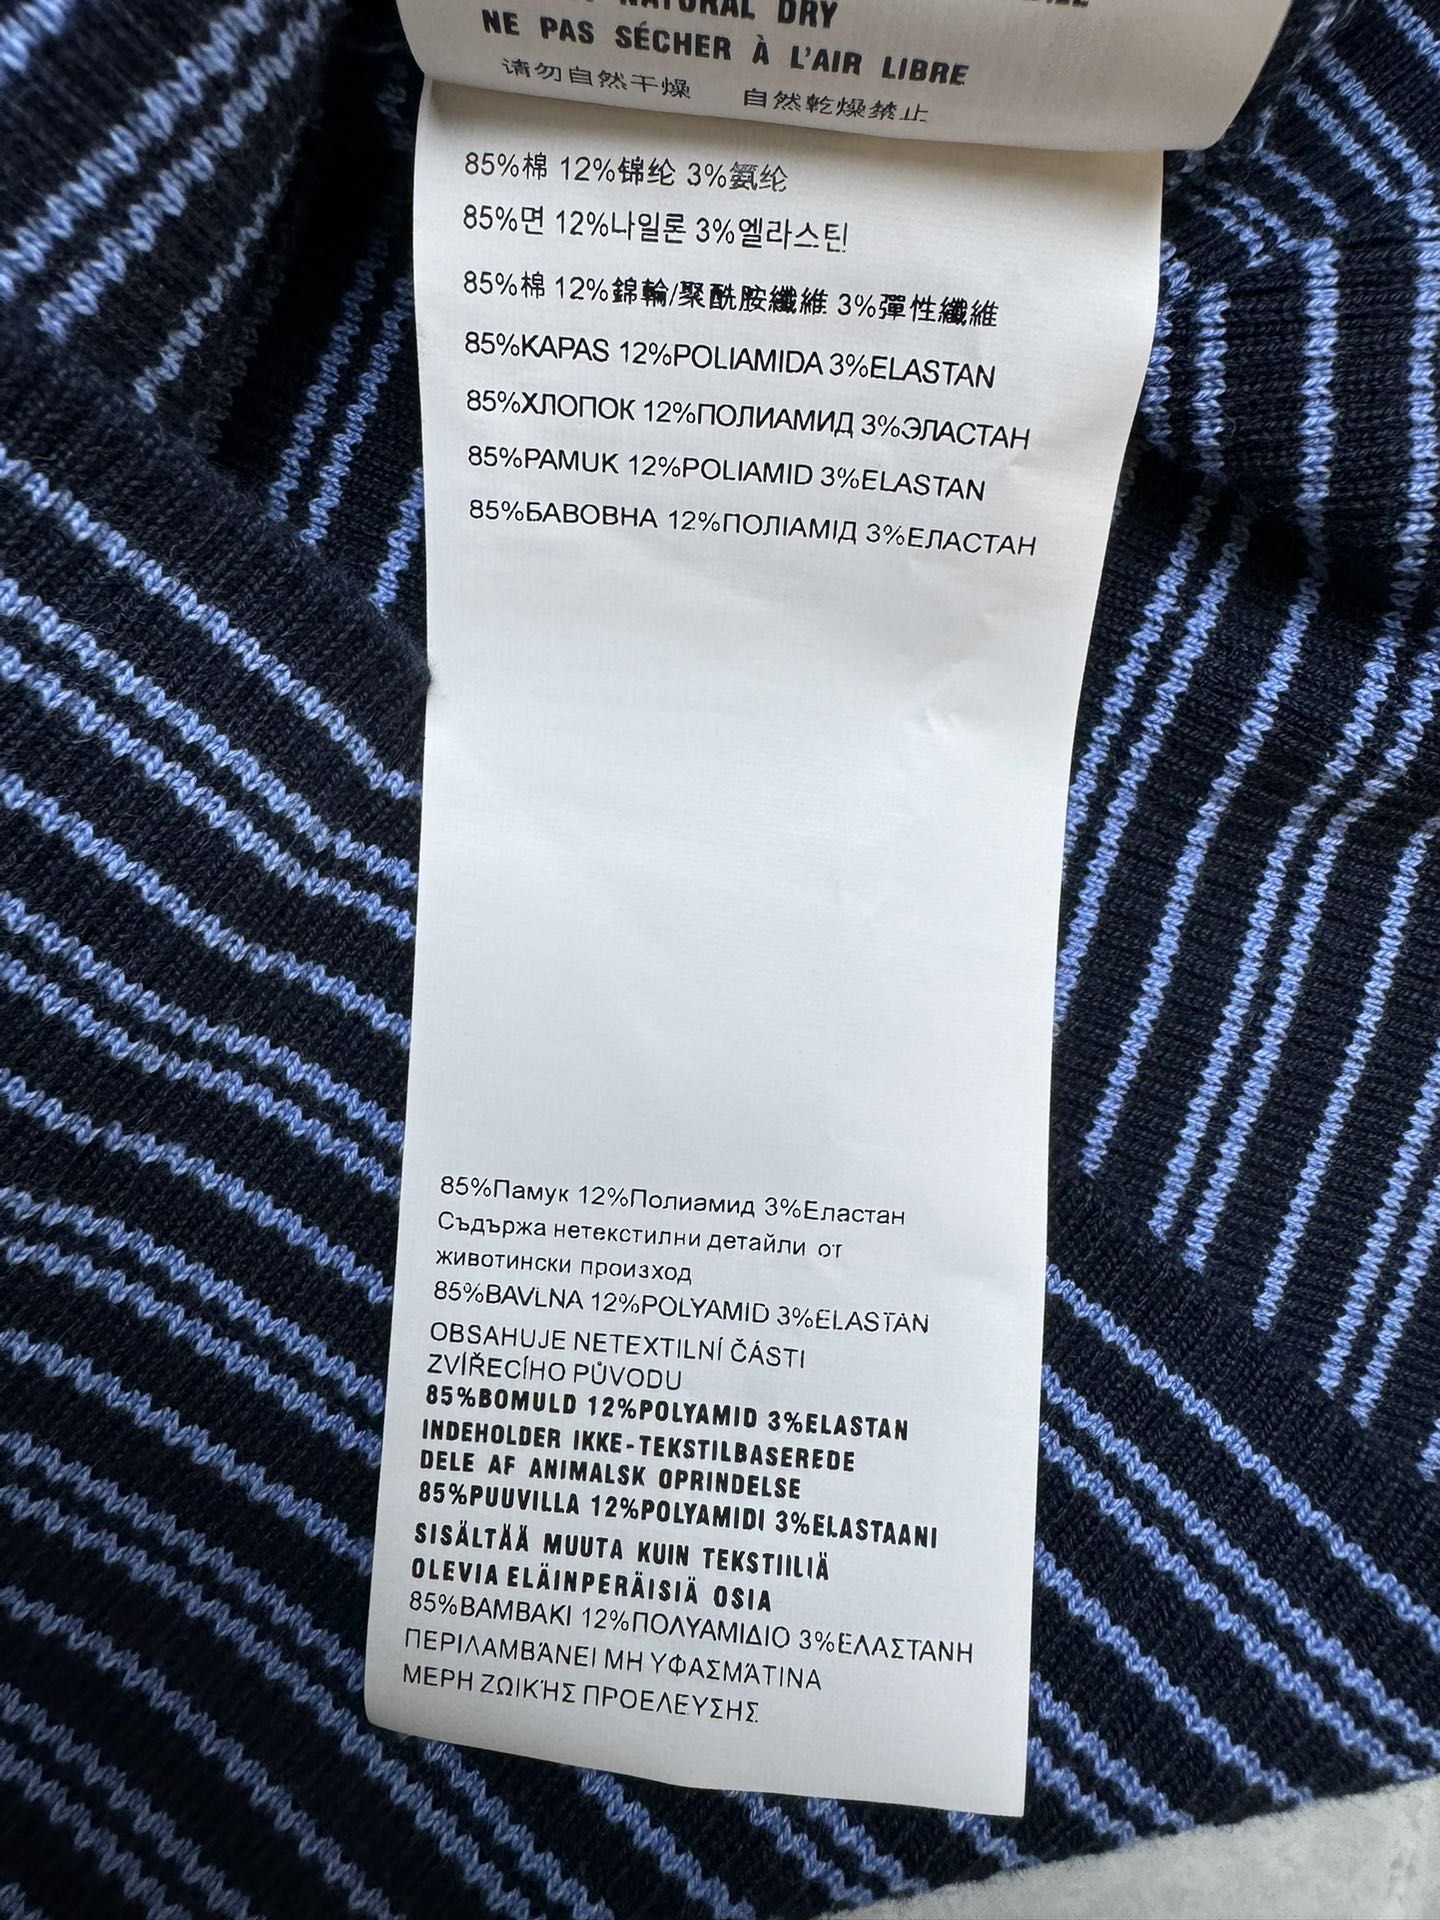 NATURAL DRY
NE PAS SÉCHER À L'AIR LIBRE
请勿自然干燥 自然乾燥禁止
85%棉 12%锦纶 3%氨纶
85%면 12%나일론 3%엘라스틴
85%棉 12%錦輪/聚酰胺纖維 3%彈性纖維
85%KAPAS 12%POLIAMIDA 3%ELASTAN
85%ХЛОПОК 12%ПОЛИАМИД 3%ЭЛАСТАН
85%PAMUK 12%POLIAMID 3%ELASTAN
85%БАВОВНА 12%ПОЛІАМІД 3%ЕЛАСТАН
85%Памук 12%Полиамид 3%Еластан
Съдържа нетекстилни детайли от
животински произход
85%BAVLNA 12%POLYAMID 3%ELASTAN
OBSAHUJE NETEXTILNÍ ČÁSTI
ZVÍŘECÍHO PŮVODU
85%BOMULD 12%POLYAMID 3%ELASTAN
INDEHOLDER IKKE-TEKSTILBASEREDE
DELE AF ANIMALSK OPRINDELSE
85%PUUVILLA 12%POLYAMIDI 3%ELASTAANI
SISÄLTÄÄ MUUTA KUIN TEKSTIILIÄ
OLEVIA ELÄINPERÄISIÄ OSIA
85%ΒΑΜΒΑΚΙ 12%ΠΟΛΥΑΜΙΔΙΟ 3%ΕΛΑΣΤΑΝΗ
ΠΕΡΙΛΑΜΒΆΝΕΙ ΜΗ ΥΦΑΣΜΆΤΙΝΑ
ΜΕΡΗ ΖΩΙΚΉΣ ΠΡΟΕΛΕΥΣΗΣ